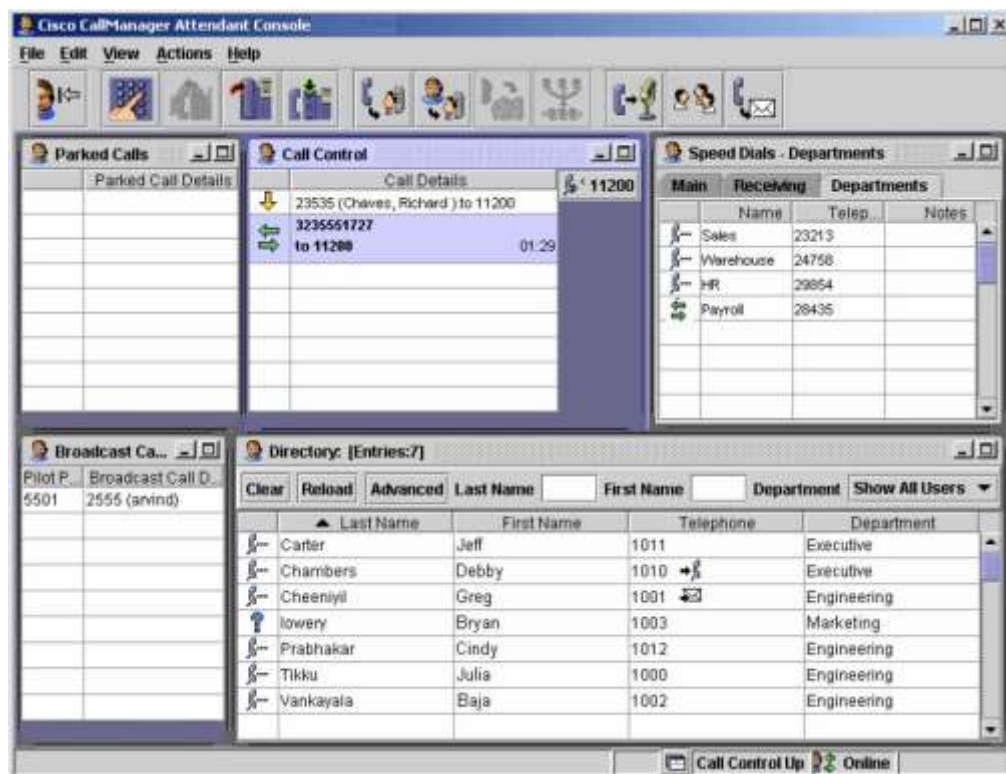 Cisco CallManager Attendant Console
File Edit View Actions Help
Parked Calls
Parked Call Details
Call Control
Call Details
11200
23535 (Chaves, Richard ) to 11200
3235551727
to 11200 01:29
Speed Dials - Departments
Main Receiving Departments
Name Telep... Notes
Sales 23213
Warehouse 24758
HR 29854
Payroll 28435
Broadcast Ca...
Pilot P... Broadcast Call D...
5501 2555 (arvind)
Directory: [Entries:7]
Clear Reload Advanced Last Name First Name Department Show All Users
Last Name First Name Telephone Department
Carter Jeff 1011 Executive
Chambers Debby 1010 Executive
Cheeniyil Greg 1001 Engineering
lowery Bryan 1003 Marketing
Prabhakar Cindy 1012 Engineering
Tikku Julia 1000 Engineering
Vankayala Baja 1002 Engineering
Call Control Up Online